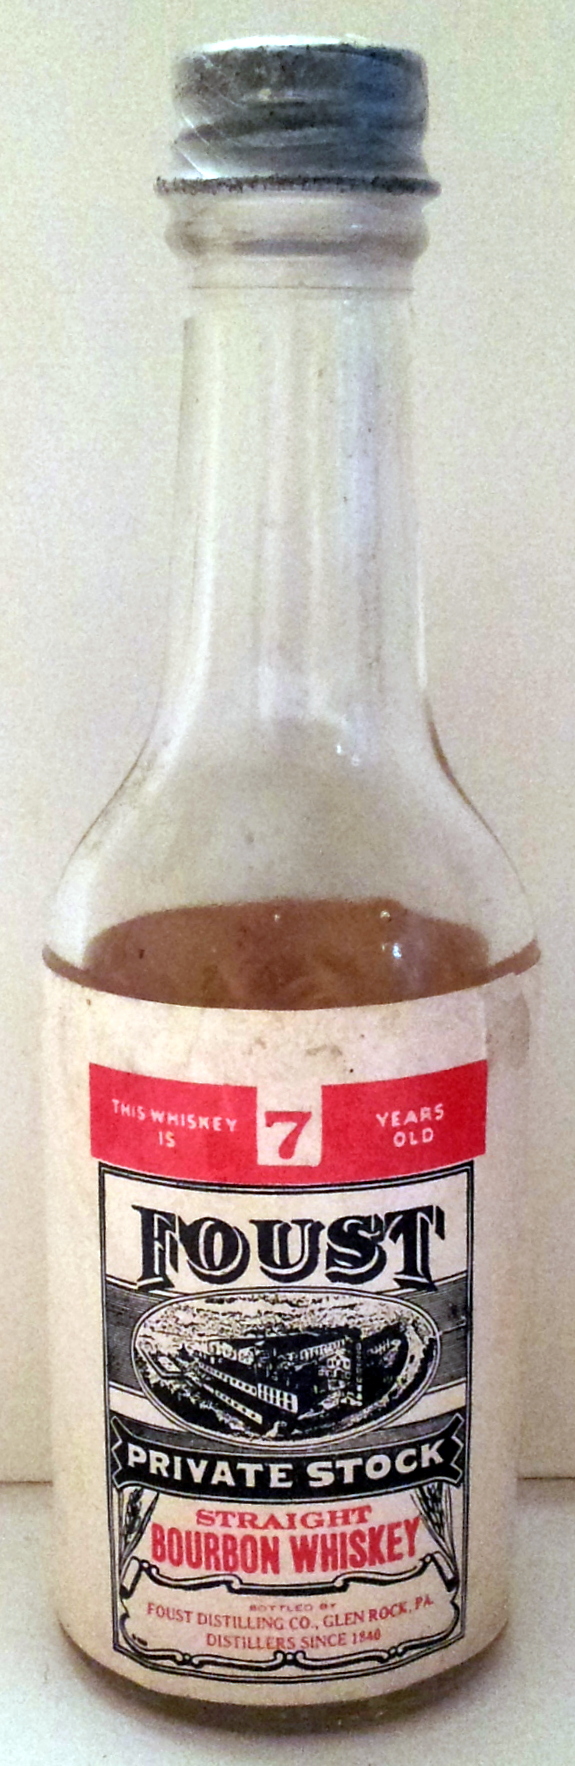 THIS WHISKEY IS
7
YEARS OLD
FOUST
PRIVATE STOCK
STRAIGHT
BOURBON WHISKEY
BOTTLED BY
FOUST DISTILLING CO., GLEN ROCK, PA.
DISTILLERS SINCE 1840